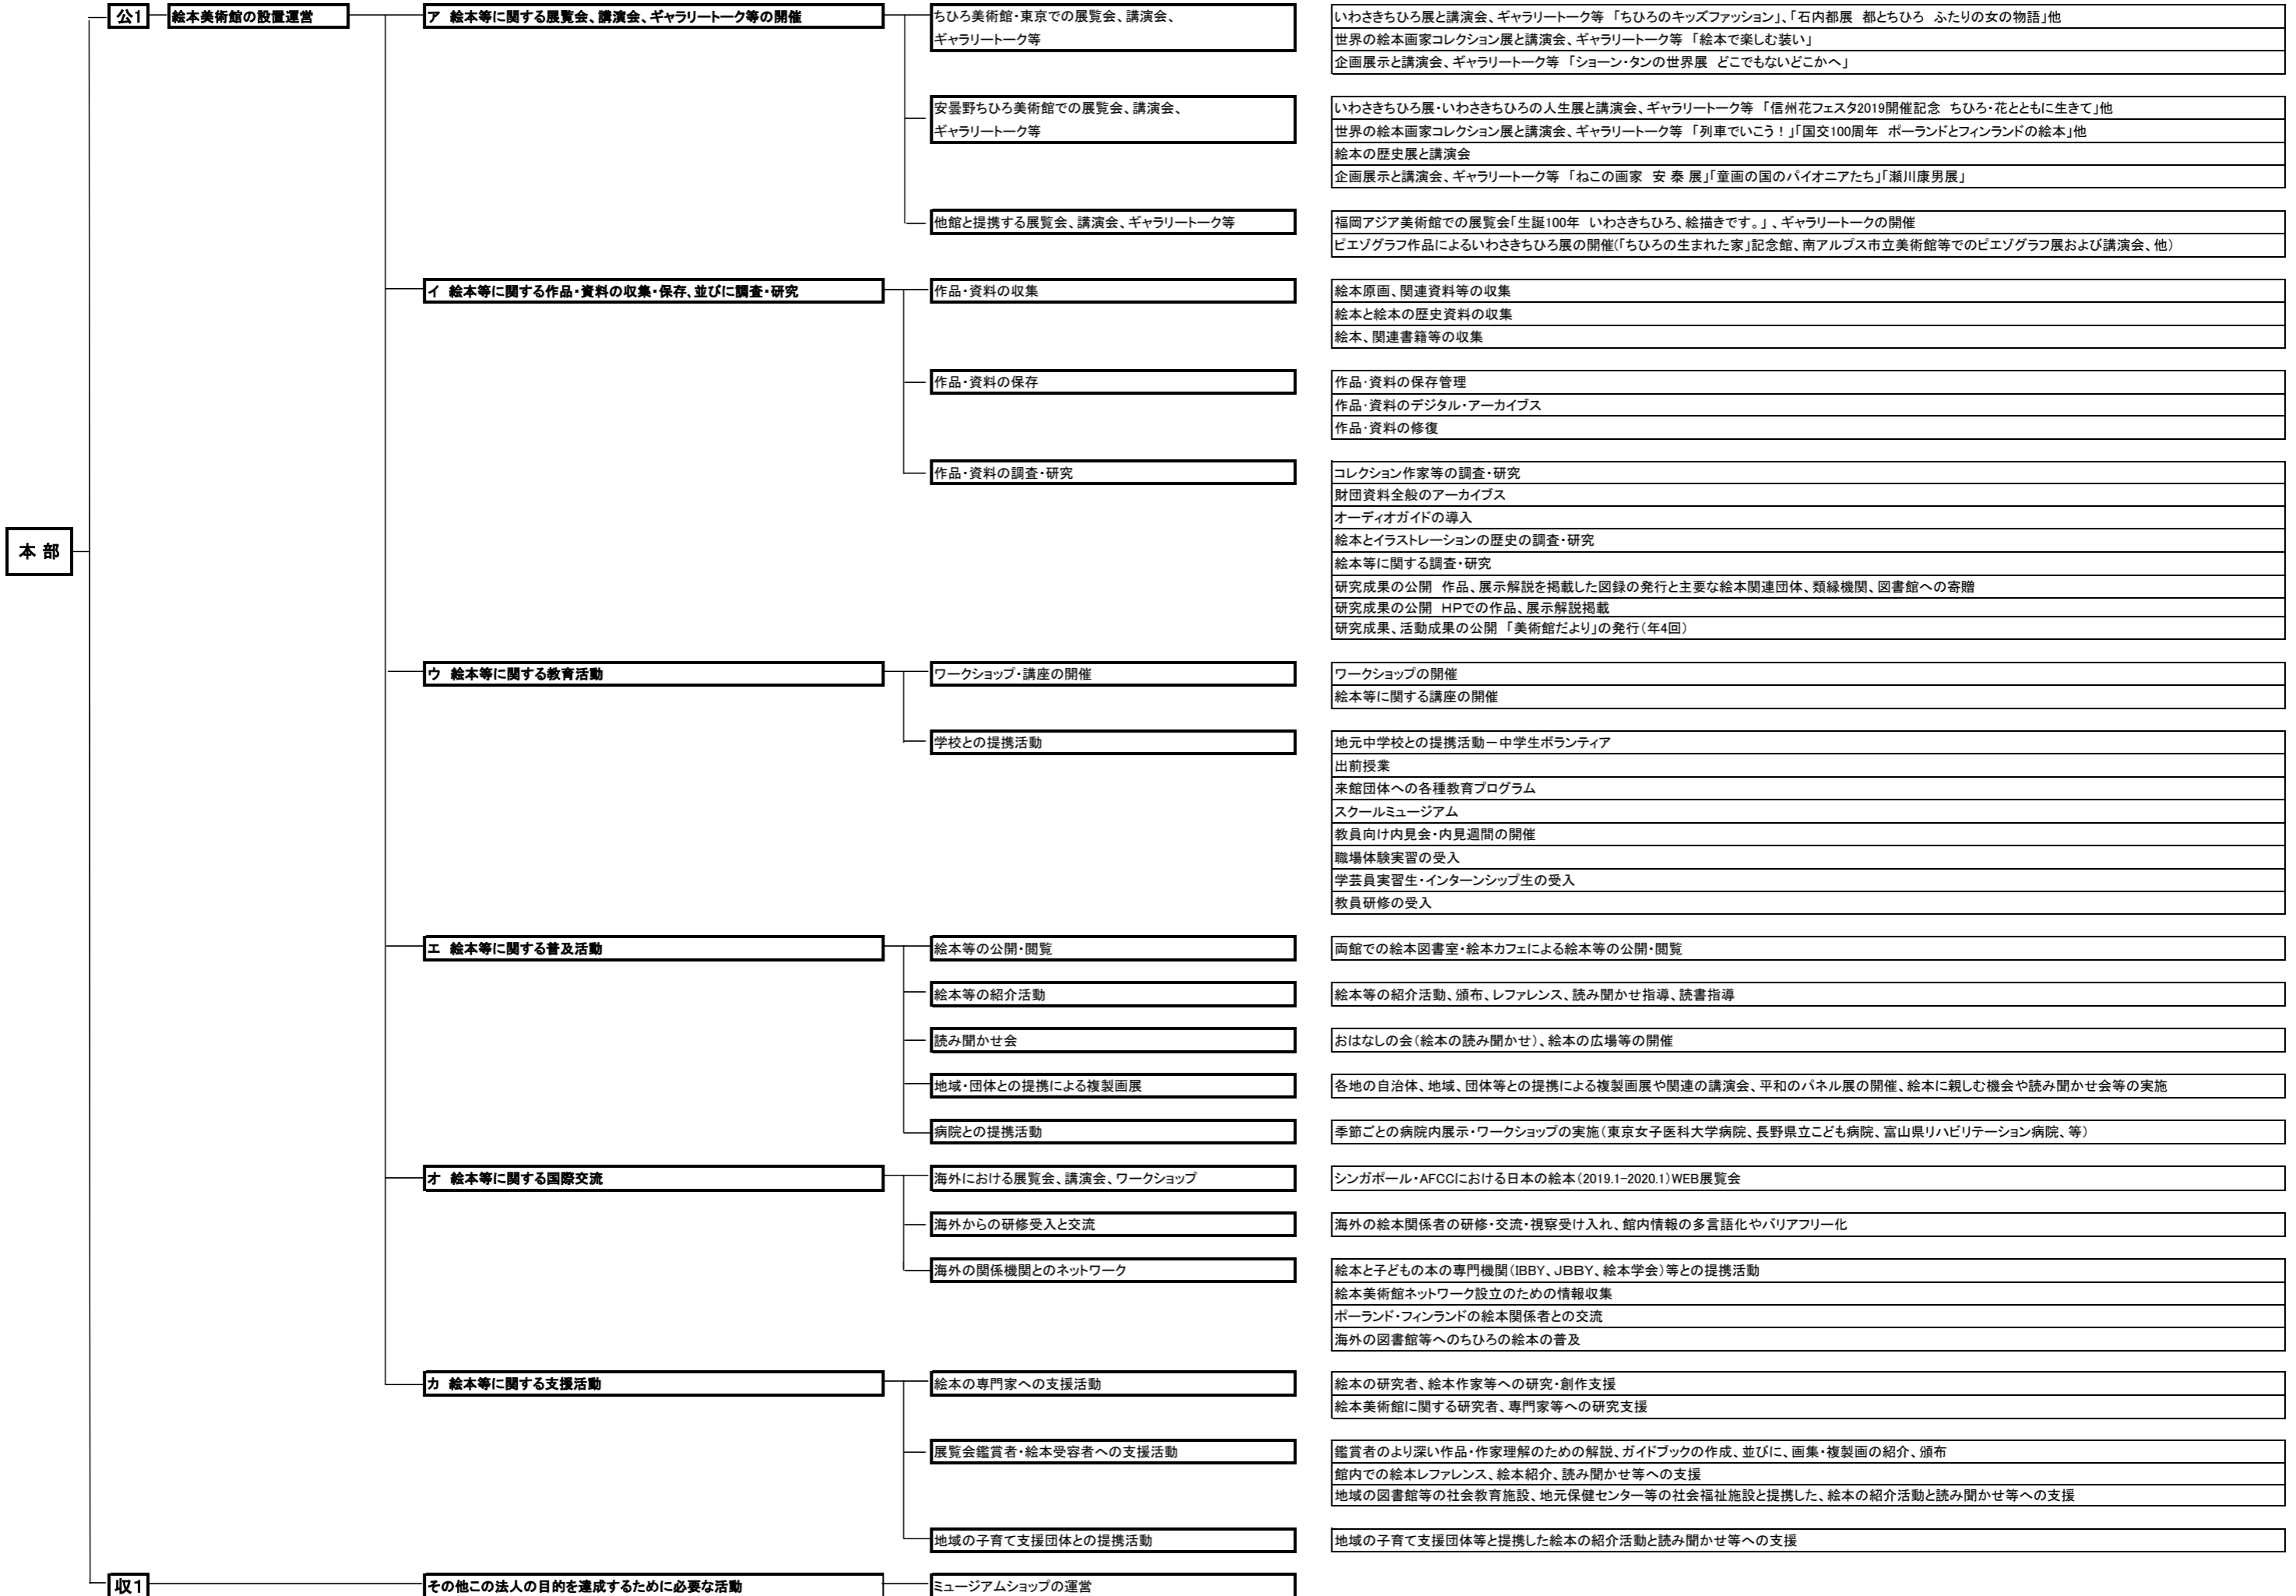 公1
絵本美術館の設置運営
ア 絵本等に関する展覧会、講演会、ギャラリートーク等の開催
ちひろ美術館・東京での展覧会、講演会、
ギャラリートーク等
いわさきちひろ展と講演会、ギャラリートーク等 「ちひろのキッズファッション」、「石内都展 都とちひろ ふたりの女の物語」他
世界の絵本画家コレクション展と講演会、ギャラリートーク等 「絵本で楽しむ装い」
企画展示と講演会、ギャラリートーク等 「ショーン・タンの世界展 どこでもないどこかへ」
安曇野ちひろ美術館での展覧会、講演会、
ギャラリートーク等
いわさきちひろ展・いわさきちひろの人生展と講演会、ギャラリートーク等 「信州花フェスタ2019開催記念 ちひろ・花とともに生きて」他
世界の絵本画家コレクション展と講演会、ギャラリートーク等 「列車でいこう！」「国交100周年 ポーランドとフィンランドの絵本」他
絵本の歴史展と講演会
企画展示と講演会、ギャラリートーク等 「ねこの画家 安 泰 展」「童画の国のパイオニアたち」「瀬川康男展」
他館と提携する展覧会、講演会、ギャラリートーク等
福岡アジア美術館での展覧会「生誕100年 いわさきちひろ、絵描きです。」、ギャラリートークの開催
ピエゾグラフ作品によるいわさきちひろ展の開催(「ちひろの生まれた家」記念館、南アルプス市立美術館等でのピエゾグラフ展および講演会、他)
イ 絵本等に関する作品・資料の収集・保存、並びに調査・研究
作品・資料の収集
絵本原画、関連資料等の収集
絵本と絵本の歴史資料の収集
絵本、関連書籍等の収集
作品・資料の保存
作品・資料の保存管理
作品・資料のデジタル・アーカイブス
作品・資料の修復
作品・資料の調査・研究
コレクション作家等の調査・研究
財団資料全般のアーカイブス
オーディオガイドの導入
絵本とイラストレーションの歴史の調査・研究
絵本等に関する調査・研究
研究成果の公開 作品、展示解説を掲載した図録の発行と主要な絵本関連団体、類縁機関、図書館への寄贈
研究成果の公開 HPでの作品、展示解説掲載
研究成果、活動成果の公開 「美術館だより」の発行(年4回)
本 部
ウ 絵本等に関する教育活動
ワークショップ・講座の開催
ワークショップの開催
絵本等に関する講座の開催
学校との提携活動
地元中学校との提携活動－中学生ボランティア
出前授業
来館団体への各種教育プログラム
スクールミュージアム
教員向け内見会・内見週間の開催
職場体験実習の受入
学芸員実習生・インターンシップ生の受入
教員研修の受入
エ 絵本等に関する普及活動
絵本等の公開・閲覧
両館での絵本図書室・絵本カフェによる絵本等の公開・閲覧
絵本等の紹介活動
絵本等の紹介活動、頒布、レファレンス、読み聞かせ指導、読書指導
読み聞かせ会
おはなしの会(絵本の読み聞かせ)、絵本の広場等の開催
地域・団体との提携による複製画展
各地の自治体、地域、団体等との提携による複製画展や関連の講演会、平和のパネル展の開催、絵本に親しむ機会や読み聞かせ会等の実施
病院との提携活動
季節ごとの病院内展示・ワークショップの実施(東京女子医科大学病院、長野県立こども病院、富山県リハビリテーション病院、等)
オ 絵本等に関する国際交流
海外における展覧会、講演会、ワークショップ
シンガポール・AFCCにおける日本の絵本(2019.1-2020.1)WEB展覧会
海外からの研修受入と交流
海外の絵本関係者の研修・交流・視察受け入れ、館内情報の多言語化やバリアフリー化
海外の関係機関とのネットワーク
絵本と子どもの本の専門機関(IBBY、JBBY、絵本学会)等との提携活動
絵本美術館ネットワーク設立のための情報収集
ポーランド・フィンランドの絵本関係者との交流
海外の図書館等へのちひろの絵本の普及
カ 絵本等に関する支援活動
絵本の専門家への支援活動
絵本の研究者、絵本作家等への研究・創作支援
絵本美術館に関する研究者、専門家等への研究支援
展覧会鑑賞者・絵本受容者への支援活動
鑑賞者のより深い作品・作家理解のための解説、ガイドブックの作成、並びに、画集・複製画の紹介、頒布
館内での絵本レファレンス、絵本紹介、読み聞かせ等への支援
地域の図書館等の社会教育施設、地元保健センター等の社会福祉施設と提携した、絵本の紹介活動と読み聞かせ等への支援
地域の子育て支援団体との提携活動
地域の子育て支援団体等と提携した絵本の紹介活動と読み聞かせ等への支援
収1
その他この法人の目的を達成するために必要な活動
ミュージアムショップの運営